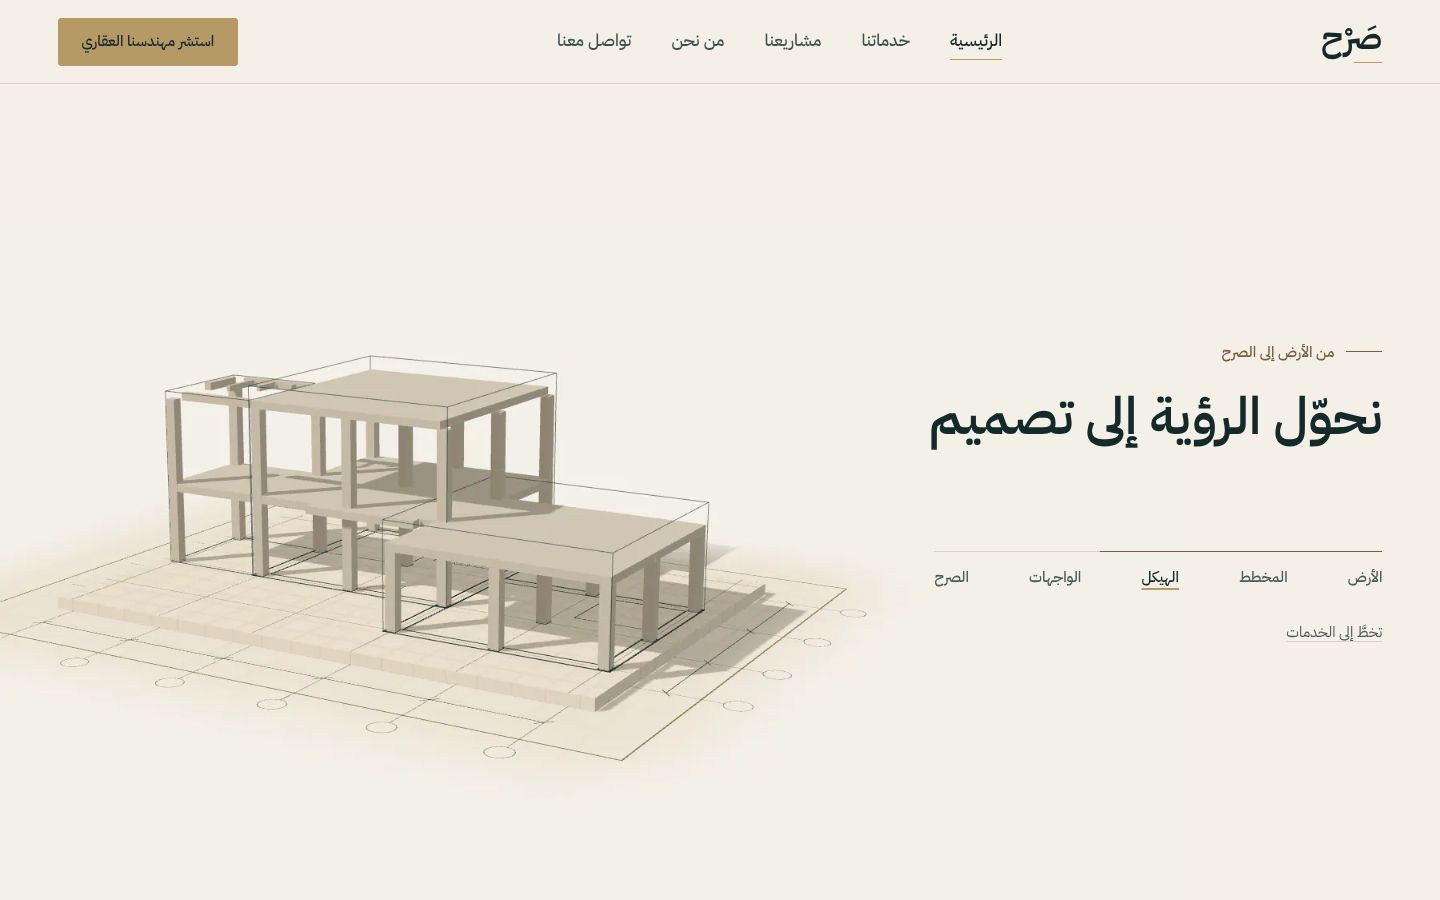 صَرْح
الرئيسية خدماتنا مشاريعنا من نحن تواصل معنا
استشر مهندسنا العقاري
من الأرض إلى الصرح
نحوّل الرؤية إلى تصميم
الأرض المخطط الهيكل الواجهات الصرح
تخطَّ إلى الخدمات